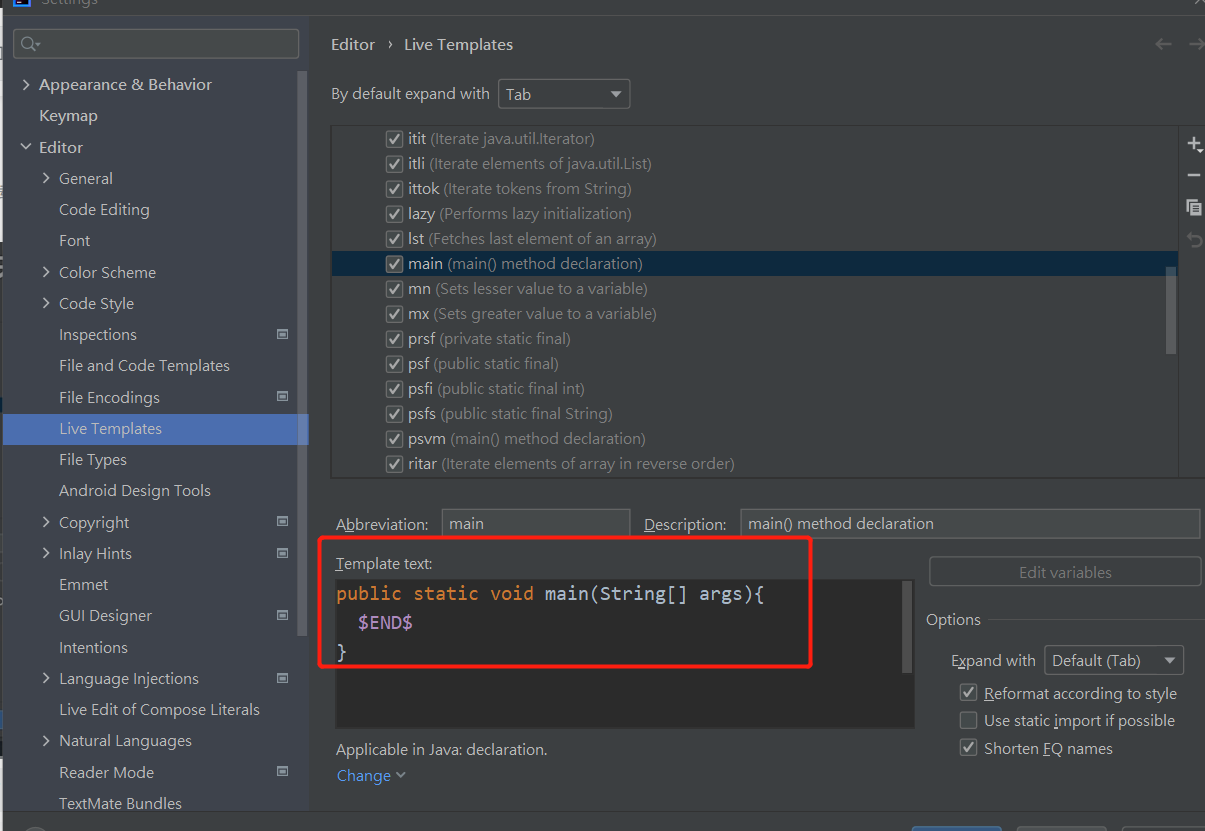 Settings
Editor › Live Templates
By default expand with Tab
Appearance & Behavior
Keymap
Editor
General
Code Editing
Font
Color Scheme
Code Style
Inspections
File and Code Templates
File Encodings
Live Templates
File Types
Android Design Tools
Copyright
Inlay Hints
Emmet
GUI Designer
Intentions
Language Injections
Live Edit of Compose Literals
Natural Languages
Reader Mode
TextMate Bundles
itit (Iterate java.util.Iterator)
itli (Iterate elements of java.util.List)
ittok (Iterate tokens from String)
lazy (Performs lazy initialization)
lst (Fetches last element of an array)
main (main() method declaration)
mn (Sets lesser value to a variable)
mx (Sets greater value to a variable)
prsf (private static final)
psf (public static final)
psfi (public static final int)
psfs (public static final String)
psvm (main() method declaration)
ritar (Iterate elements of array in reverse order)
Abbreviation: main Description: main() method declaration
Template text:
public static void main(String[] args){
$END$
}
Edit variables
Options
Expand with Default (Tab)
Reformat according to style
Use static import if possible
Shorten FQ names
Applicable in Java: declaration.
Change